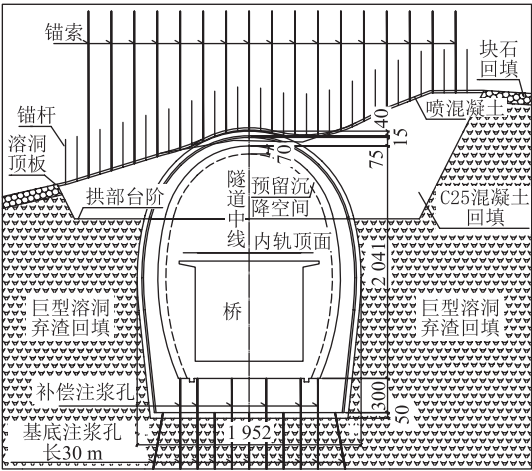 锚索
块石
回填
锚杆
喷混凝土
溶洞
顶板
40
15
75
70
拱部台阶
隧道中线
预留沉
降空间
C25混凝土
回填
内轨顶面
2 041
巨型溶洞
弃渣回填
桥
巨型溶洞
弃渣回填
补偿注浆孔
300
50
基底注浆孔
长30 m
1 952